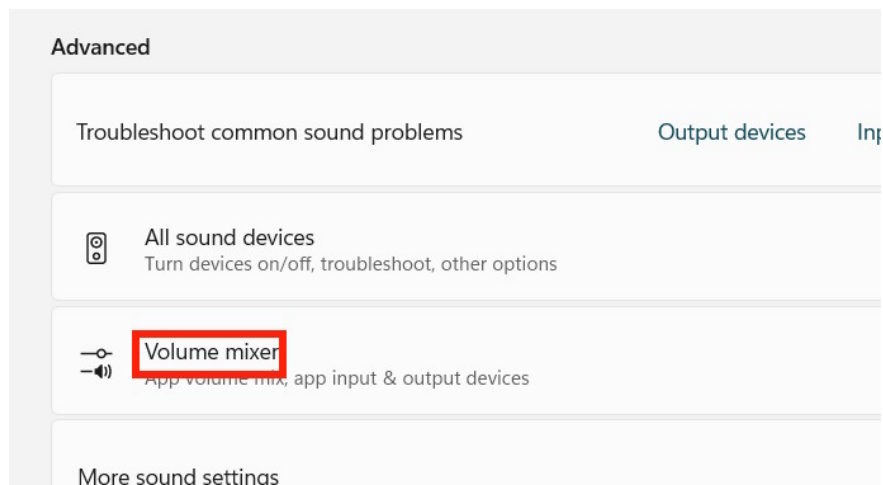 Advanced
Troubleshoot common sound problems Output devices
All sound devices
Turn devices on/off, troubleshoot, other options
Volume mixer
App volume mix, app input & output devices
More sound settings